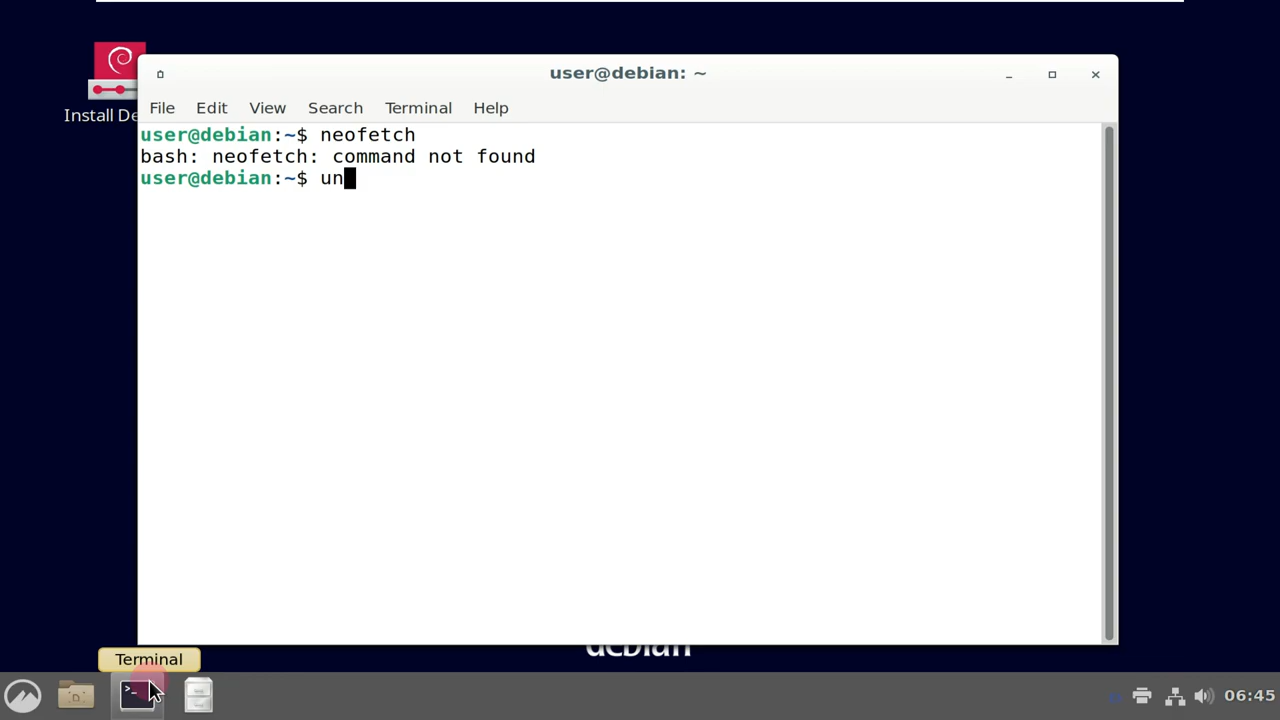 Install De
user@debian: ~
File Edit View Search Terminal Help
user@debian:~$ neofetch
bash: neofetch: command not found
user@debian:~$ un
debian
Terminal
06:45